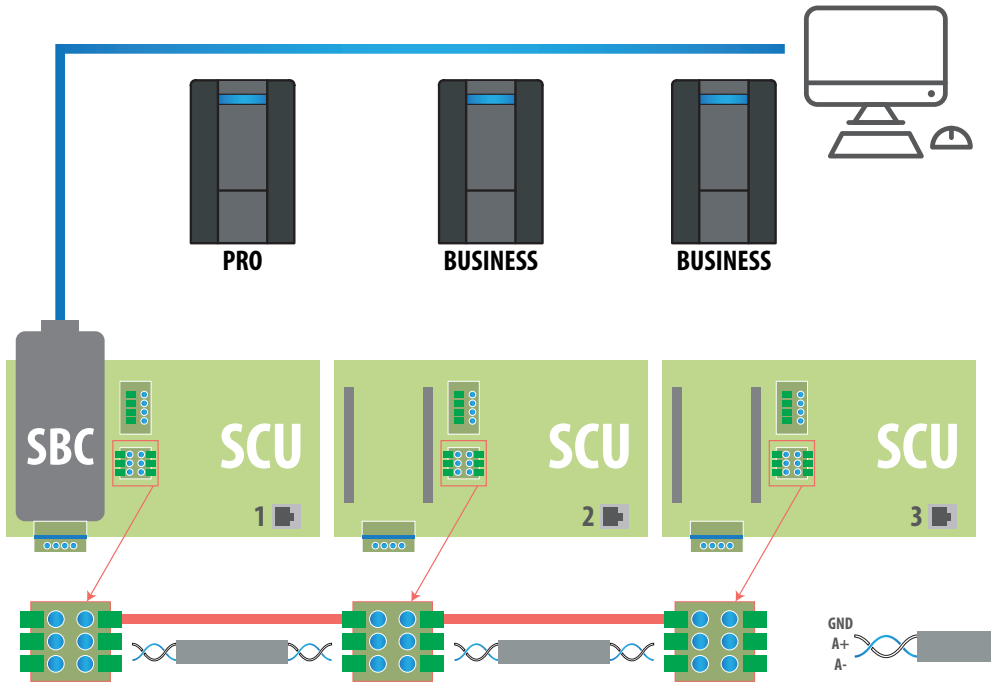 PRO
BUSINESS
BUSINESS
SBC
SCU
SCU
SCU
1
2
3
GND
A+
A-